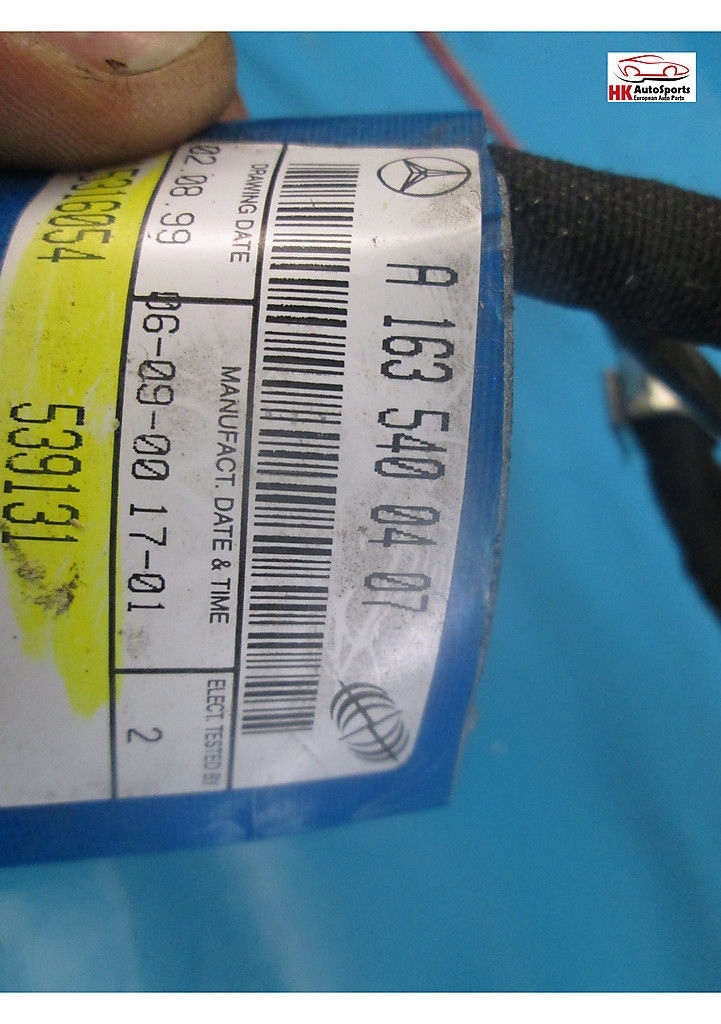 HK AutoSports
European Auto Parts
A 163 540 04 07
DRAWING DATE
02.08.99
MANUFACT. DATE & TIME
06-09-00 17-01
ELECT. TESTED BY
2
539131